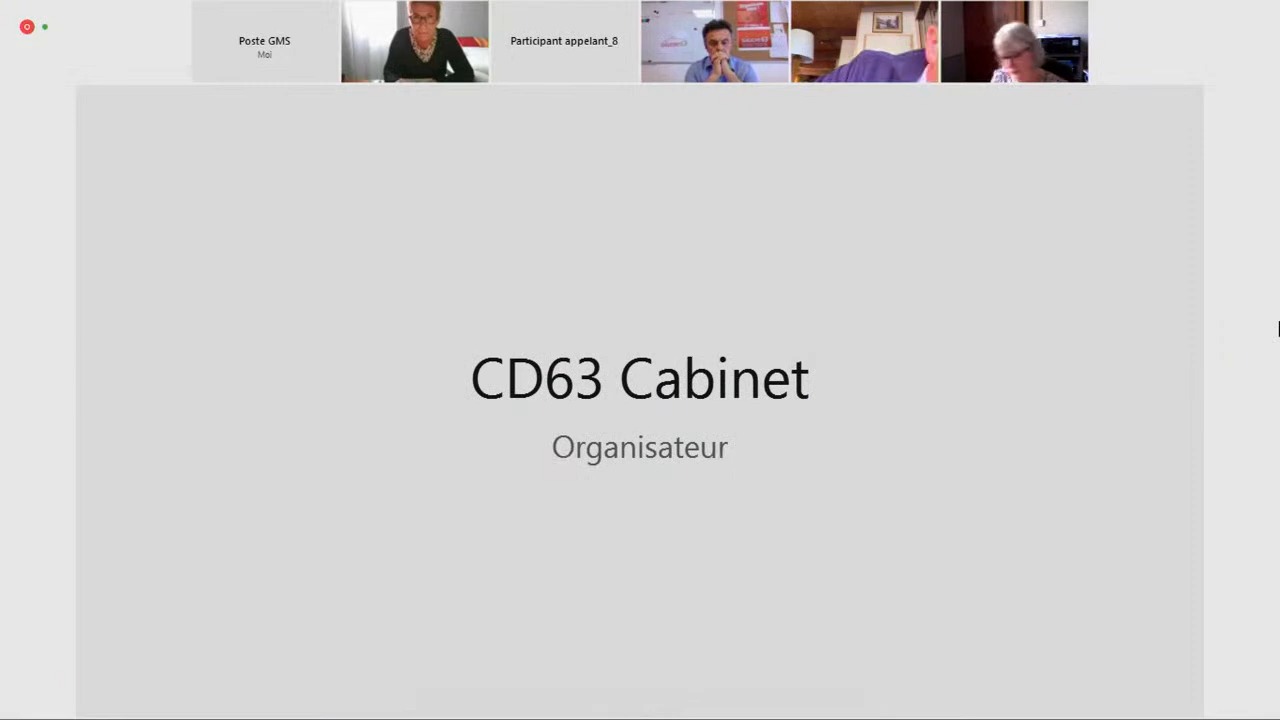 Poste GMS
Moi
Participant appelant_8
CD63 Cabinet
Organisateur